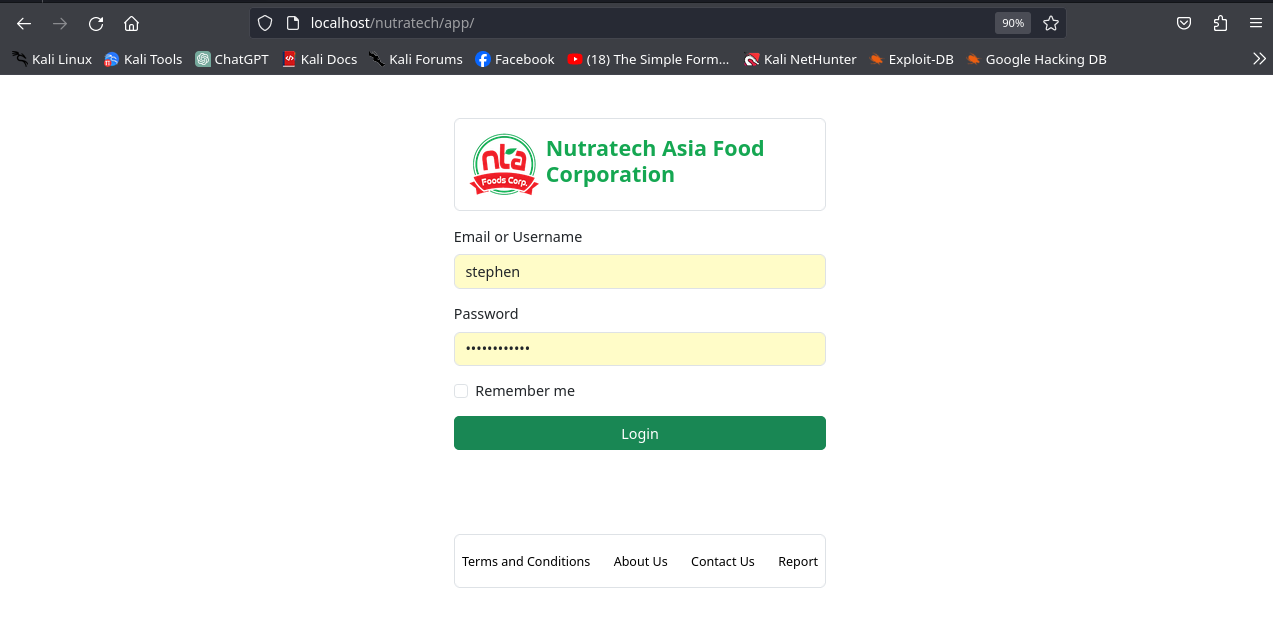 localhost/nutratech/app/
90%
Kali Linux Kali Tools ChatGPT Kali Docs Kali Forums Facebook (18) The Simple Form... Kali NetHunter Exploit-DB Google Hacking DB
nta
Foods Corp.
Nutratech Asia Food
Corporation
Email or Username
stephen
Password
••••••••••••
Remember me
Login
Terms and Conditions About Us Contact Us Report